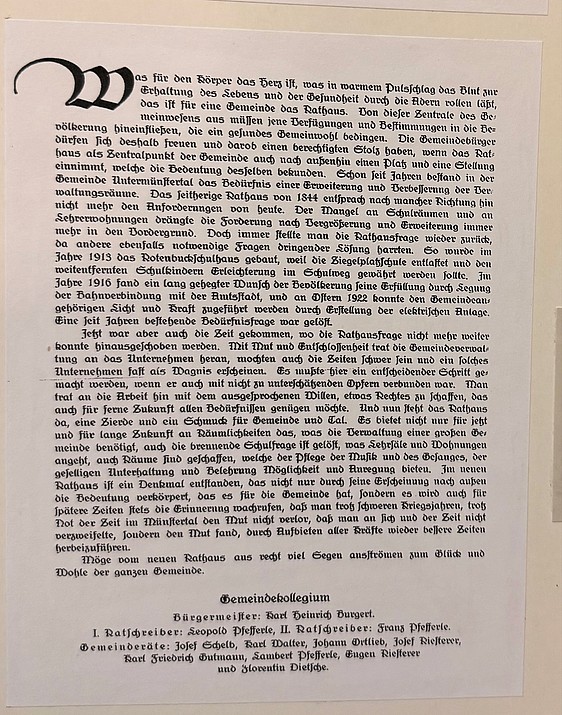 Was für den Körper das Herz ist, was in warmem Pulsschlag das Blut zur
Erhaltung des Lebens und der Gesundheit durch die Adern rollen läßt,
das ist für eine Gemeinde das Rathaus. Von dieser Zentrale des Ge-
meinwesens aus müssen jene Verfügungen und Bestimmungen in die Be-
völkerung hineinfließen, die ein gesundes Gemeinwohl bedingen. Die Gemeindebürger
dürfen sich deshalb freuen und darob einen berechtigten Stolz haben, wenn das Rat-
haus als Zentralpunkt der Gemeinde auch nach außenhin einen Platz und eine Stellung
einnimmt, welche die Bedeutung desselben bekunden. Schon seit Jahren bestand in der
Gemeinde Untermünstertal das Bedürfnis einer Erweiterung und Verbesserung der Ver-
waltungsräume. Das seitherige Rathaus von 1844 entsprach nach mancher Richtung hin
nicht mehr den Anforderungen von heute. Der Mangel an Schulräumen und an
Lehrerwohnungen drängte die Forderung nach Vergrößerung und Erweiterung immer
mehr in den Vordergrund. Doch immer stellte man die Rathausfrage wieder zurück,
da andere ebenfalls notwendige Fragen dringender Lösung harrten. So wurde im
Jahre 1913 das Rotenbuckschulhaus gebaut, weil die Ziegelplatzschule entlastet und den
weitentfernten Schulkindern Erleichterung im Schulweg gewährt werden sollte. Im
Jahre 1916 fand ein lang gehegter Wunsch der Bevölkerung seine Erfüllung durch Legung
der Bahnverbindung mit der Amtsstadt, und an Ostern 1922 konnte den Gemeindean-
gehörigen Licht und Kraft zugeführt werden durch Erstellung der elektrischen Anlage.
Eine seit Jahren bestehende Bedürfnisfrage war gelöst.
Jetzt war aber auch die Zeit gekommen, wo die Rathausfrage nicht mehr weiter
konnte hinausgeschoben werden. Mit Mut und Entschlossenheit trat die Gemeindeverwal-
tung an das Unternehmen heran, mochten auch die Zeiten schwer sein und ein solches
Unternehmen fast als Wagnis erscheinen. Es mußte hier ein entscheidender Schritt ge-
macht werden, wenn er auch mit nicht zu unterschätzenden Opfern verbunden war. Man
trat an die Arbeit hin mit dem ausgesprochenen Willen, etwas Rechtes zu schaffen, das
auch für ferne Zukunft allen Bedürfnissen genügen möchte. Und nun steht das Rathaus
da, eine Zierde und ein Schmuck für Gemeinde und Tal. Es bietet nicht nur für jetzt
und für lange Zukunft an Räumlichkeiten das, was die Verwaltung einer großen Ge-
meinde benötigt, auch die brennende Schulfrage ist gelöst, was Lehrsäle und Wohnungen
angeht, auch Räume sind geschaffen, welche der Pflege der Musik und des Gesanges, der
geselligen Unterhaltung und Belehrung Möglichkeit und Anregung bieten. Im neuen
Rathaus ist ein Denkmal entstanden, das nicht nur durch seine Erscheinung nach außen
die Bedeutung verkörpert, das es für die Gemeinde hat, sondern es wird auch für
spätere Zeiten stets die Erinnerung wachrufen, daß man trotz schweren Kriegsjahren, trotz
Not der Zeit im Münstertal den Mut nicht verlor, daß man an sich und der Zeit nicht
verzweifelte, sondern den Mut fand, durch Aufbieten aller Kräfte wieder bessere Zeiten
herbeizuführen.
Möge vom neuen Rathaus aus recht viel Segen ausströmen zum Glück und
Wohle der ganzen Gemeinde.
Gemeindekollegium
Bürgermeister: Karl Heinrich Burgert.
I. Ratschreiber: Leopold Pfefferle, II. Ratschreiber: Franz Pfefferle.
Gemeinderäte: Josef Schelb, Karl Walter, Johann Ortlieb, Josef Riesterer,
Karl Friedrich Gutmann, Lambert Pfefferle, Eugen Riesterer
und Florentin Dietsche.